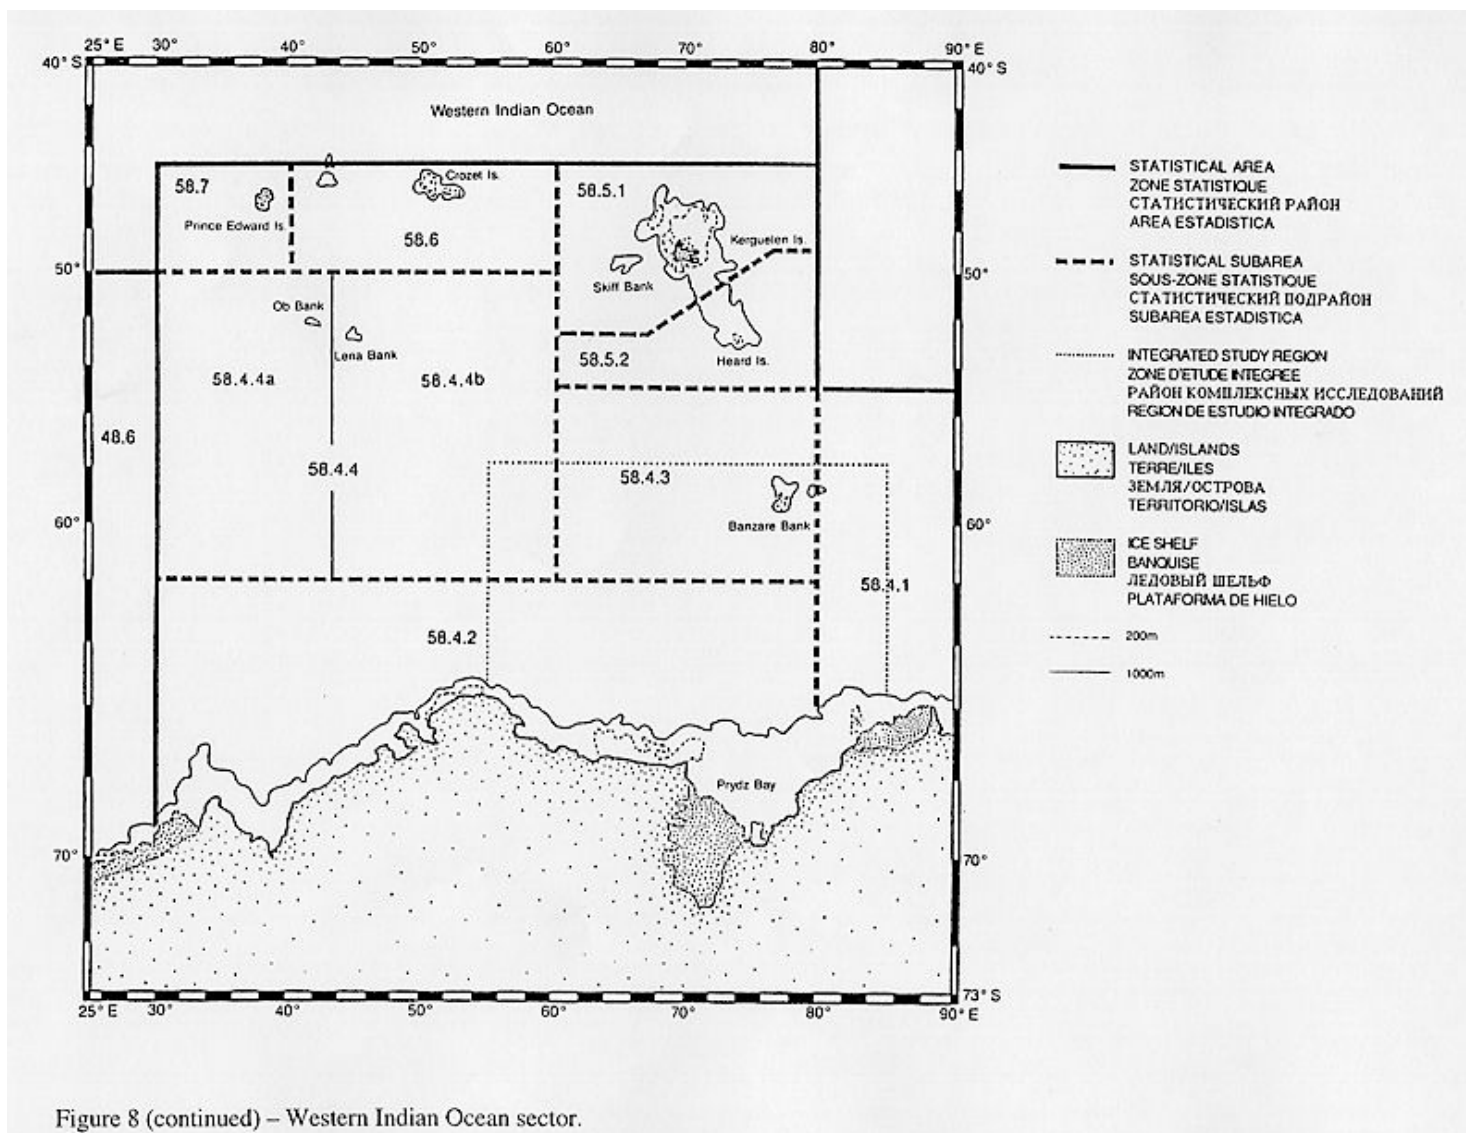 25° E 30° 40° 50° 60° 70° 80° 90° E
40° S
40° S
Western Indian Ocean
58.7
Crozet Is.
58.5.1
Prince Edward Is.
58.6
Kerguelen Is.
50°
50°
Skiff Bank
Ob Bank
Lena Bank
58.5.2
Heard Is.
58.4.4a
58.4.4b
48.6
58.4.4
58.4.3
60°
Banzare Bank
60°
58.4.1
58.4.2
Prydz Bay
70°
70°
73° S
25° E 30° 40° 50° 60° 70° 80° 90° E
STATISTICAL AREA
ZONE STATISTIQUE
СТАТИСТИЧЕСКИЙ РАЙОН
AREA ESTADISTICA
STATISTICAL SUBAREA
SOUS-ZONE STATISTIQUE
СТАТИСТИЧЕСКИЙ ПОДРАЙОН
SUBAREA ESTADISTICA
INTEGRATED STUDY REGION
ZONE D'ETUDE INTEGREE
РАЙОН КОМПЛЕКСНЫХ ИССЛЕДОВАНИЙ
REGION DE ESTUDIO INTEGRADO
LAND/ISLANDS
TERRE/ILES
ЗЕМЛЯ/ОСТРОВА
TERRITORIO/ISLAS
ICE SHELF
BANQUISE
ЛЕДОВЫЙ ШЕЛЬФ
PLATAFORMA DE HIELO
200m
1000m
Figure 8 (continued) – Western Indian Ocean sector.